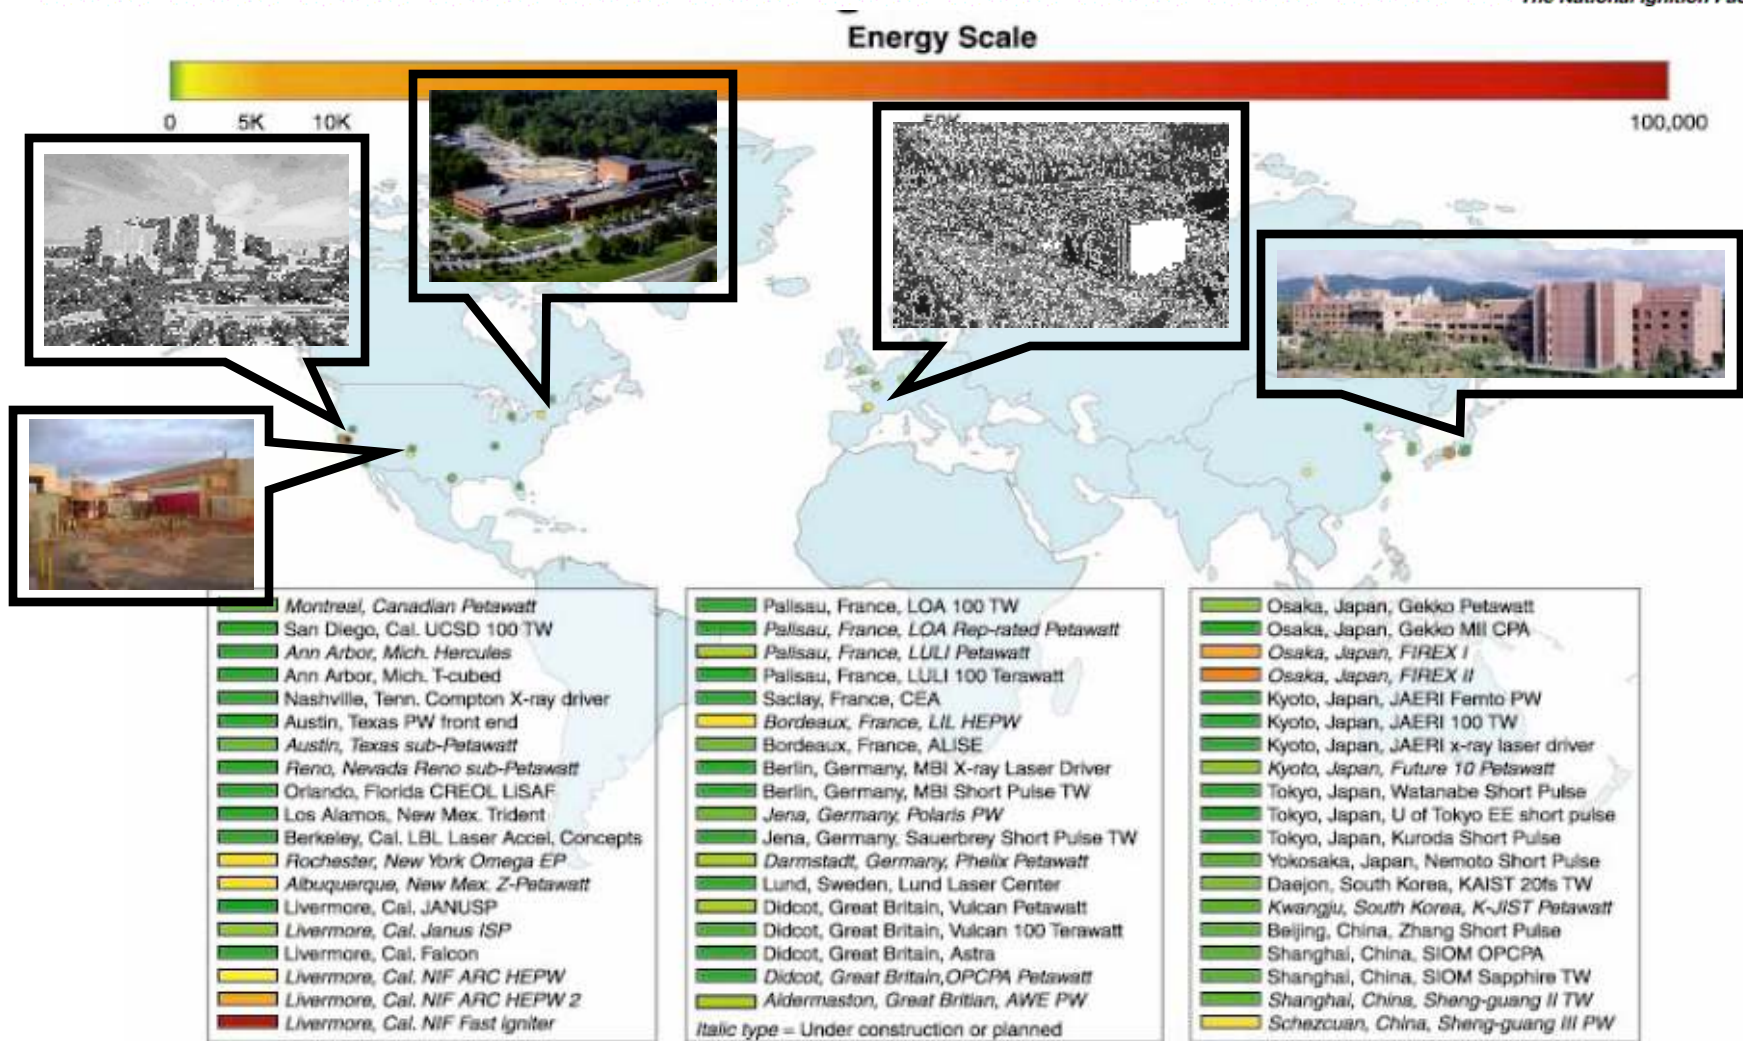 The National Ignition
Energy Scale
0 5K 10K 50K 100,000
Montreal, Canadian Petawatt
San Diego, Cal. UCSD 100 TW
Ann Arbor, Mich. Hercules
Ann Arbor, Mich. T-cubed
Nashville, Tenn. Compton X-ray driver
Austin, Texas PW front end
Austin, Texas sub-Petawatt
Reno, Nevada Reno sub-Petawatt
Orlando, Florida CREOL LISAF
Los Alamos, New Mex. Trident
Berkeley, Cal. LBL Laser Accel. Concepts
Rochester, New York Omega EP
Albuquerque, New Mex. Z-Petawatt
Livermore, Cal. JANUSP
Livermore, Cal. Janus ISP
Livermore, Cal. Falcon
Livermore, Cal. NIF ARC HEPW
Livermore, Cal. NIF ARC HEPW 2
Livermore, Cal. NIF Fast Igniter
Palisau, France, LOA 100 TW
Palisau, France, LOA Rep-rated Petawatt
Palisau, France, LULI Petawatt
Palisau, France, LULI 100 Terawatt
Saclay, France, CEA
Bordeaux, France, LIL HEPW
Bordeaux, France, ALISE
Berlin, Germany, MBI X-ray Laser Driver
Berlin, Germany, MBI Short Pulse TW
Jena, Germany, Polaris PW
Jena, Germany, Sauerbrey Short Pulse TW
Darmstadt, Germany, Phelix Petawatt
Lund, Sweden, Lund Laser Center
Didcot, Great Britain, Vulcan Petawatt
Didcot, Great Britain, Vulcan 100 Terawatt
Didcot, Great Britain, Astra
Didcot, Great Britain,OPCPA Petawatt
Aldermaston, Great Britian, AWE PW
Italic type = Under construction or planned
Osaka, Japan, Gekko Petawatt
Osaka, Japan, Gekko MII CPA
Osaka, Japan, FIREX I
Osaka, Japan, FIREX II
Kyoto, Japan, JAERI Femto PW
Kyoto, Japan, JAERI 100 TW
Kyoto, Japan, JAERI x-ray laser driver
Kyoto, Japan, Future 10 Petawatt
Tokyo, Japan, Watanabe Short Pulse
Tokyo, Japan, U of Tokyo EE short pulse
Tokyo, Japan, Kuroda Short Pulse
Yokosaka, Japan, Nemoto Short Pulse
Daejon, South Korea, KAIST 20fs TW
Kwangju, South Korea, K-JIST Petawatt
Beijing, China, Zhang Short Pulse
Shanghai, China, SIOM OPCPA
Shanghai, China, SIOM Sapphire TW
Shanghai, China, Sheng-guang II TW
Schezcuan, China, Sheng-guang III PW